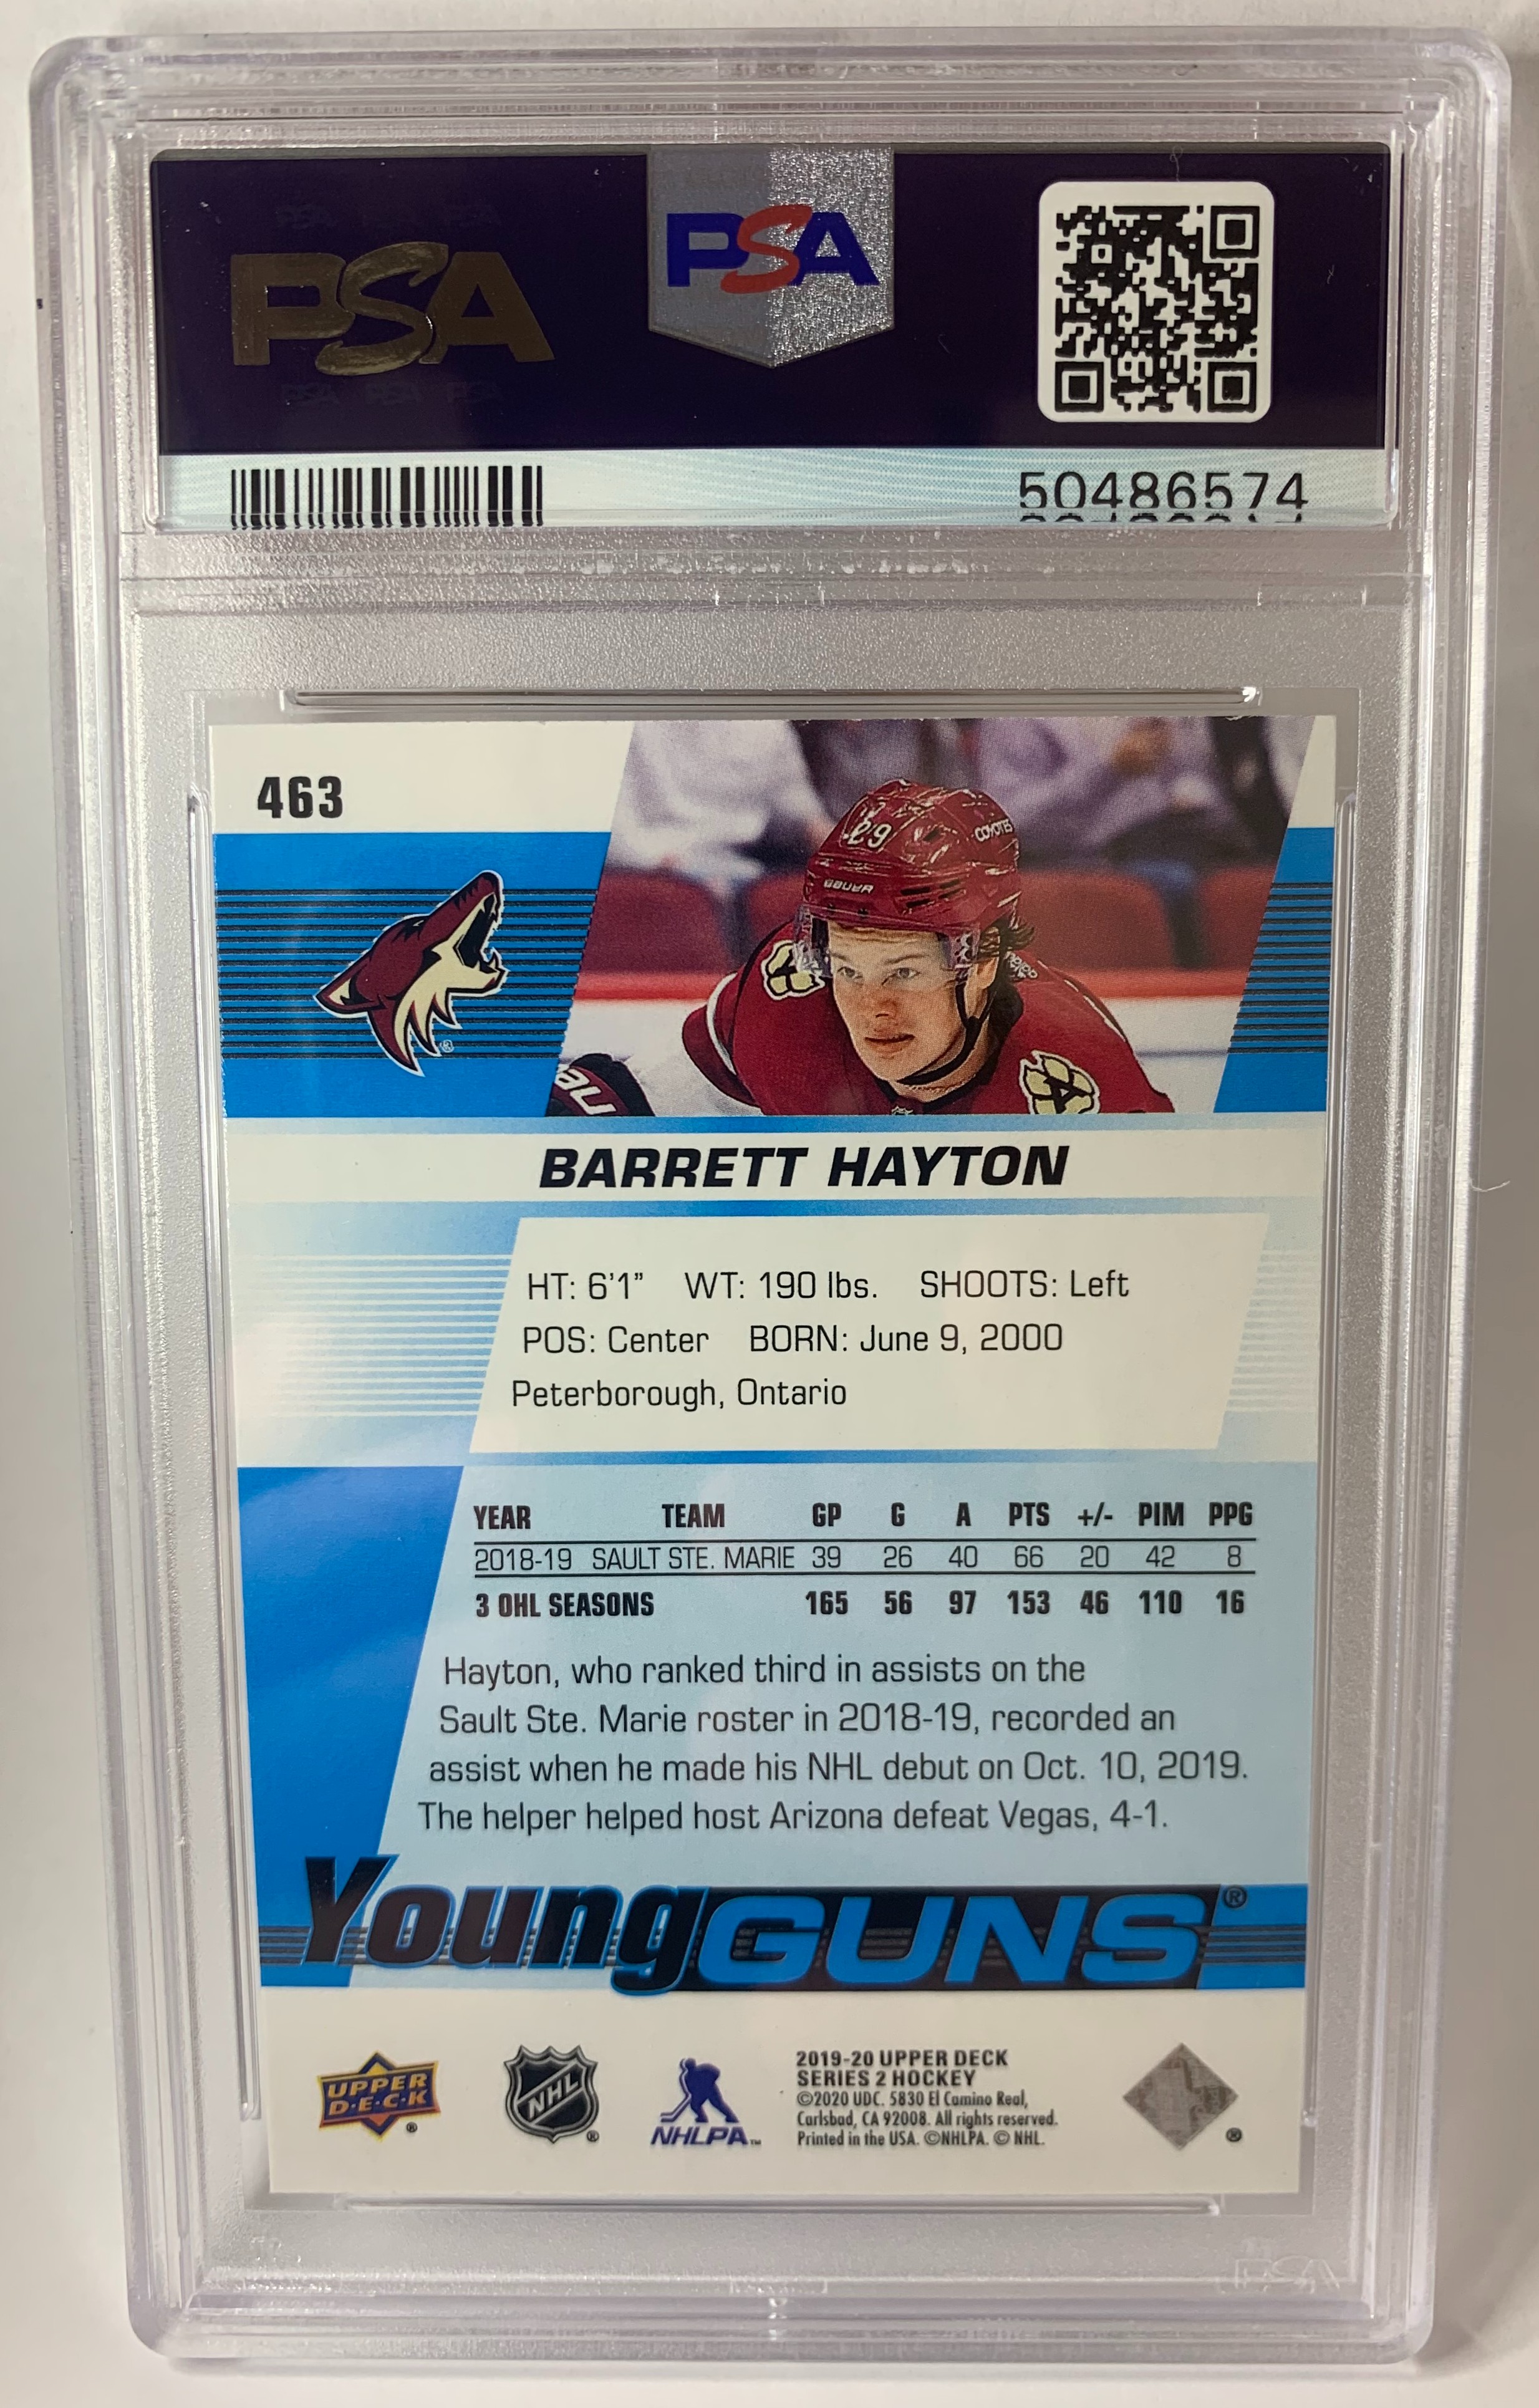 PSA
PSA
50486574
463
29
COYOTES
BAUER
A
BARRETT HAYTON
HT: 6'1" WT: 190 lbs. SHOOTS: Left
POS: Center BORN: June 9, 2000
Peterborough, Ontario
YEAR TEAM GP G A PTS +/- PIM PPG
2018-19 SAULT STE. MARIE 39 26 40 66 20 42 8
3 OHL SEASONS 165 56 97 153 46 110 16
Hayton, who ranked third in assists on the
Sault Ste. Marie roster in 2018-19, recorded an
assist when he made his NHL debut on Oct. 10, 2019.
The helper helped host Arizona defeat Vegas, 4-1.
Young GUNS®
UPPER
D·E·C·K®
NHL®
NHLPA™
2019-20 UPPER DECK
SERIES 2 HOCKEY
©2020 UDC. 5830 El Camino Real,
Carlsbad, CA 92008. All rights reserved.
Printed in the USA. ©NHLPA. © NHL.
PSA